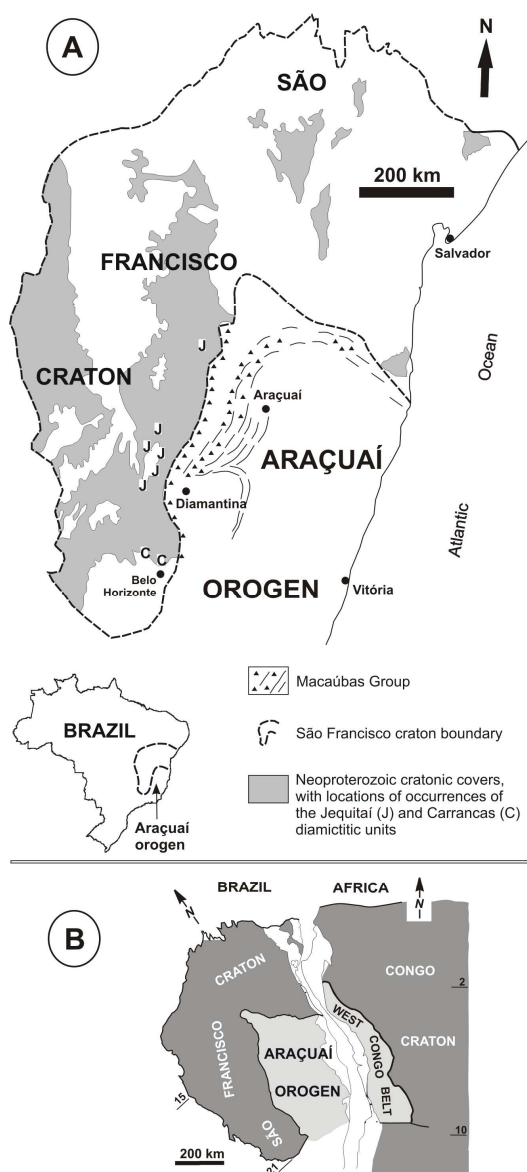 A
N
SÃO
200 km
Salvador
FRANCISCO
J
Ocean
CRATON
Araçuaí
J
ARAÇUAÍ
J
J
J
J
Diamantina
Atlantic
C
C
Belo
Horizonte
OROGEN
Vitória
Macaúbas Group
BRAZIL
São Francisco craton boundary
Araçuaí
orogen
Neoproterozoic cratonic covers,
with locations of occurrences of
the Jequitaí (J) and Carrancas (C)
diamictitic units
B
BRAZIL
AFRICA
N
N
CRATON
CONGO
2
WEST
CONGO
BELT
CRATON
FRANCISCO
ARAÇUAÍ
OROGEN
15
SÃO
10
200 km
21